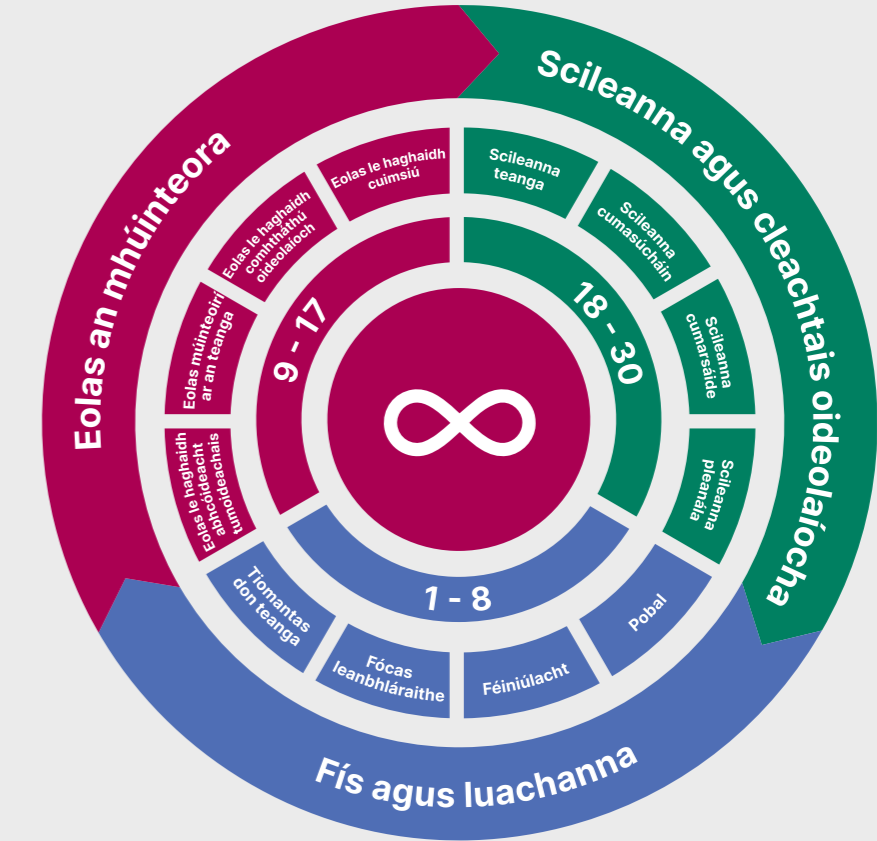 Eolas an mhúinteora
Scileanna agus cleachtais oideolaíochta
Fís agus luachanna
Eolas le haghaidh
cuimsiú
Eolas le haghaidh
comhtháthú
oideolaíoch
Eolas múinteoirí
ar an teanga
Eolas le haghaidh
abhcóideacht
tumoideachais
Scileanna
teanga
Scileanna
cumasúcháin
Scileanna
cumarsáide
Scileanna
pleanála
Pobal
Féiniúlacht
Fócas
leanbhláraithe
Tiomantas
don teanga
9 - 17
18 - 30
1 - 8